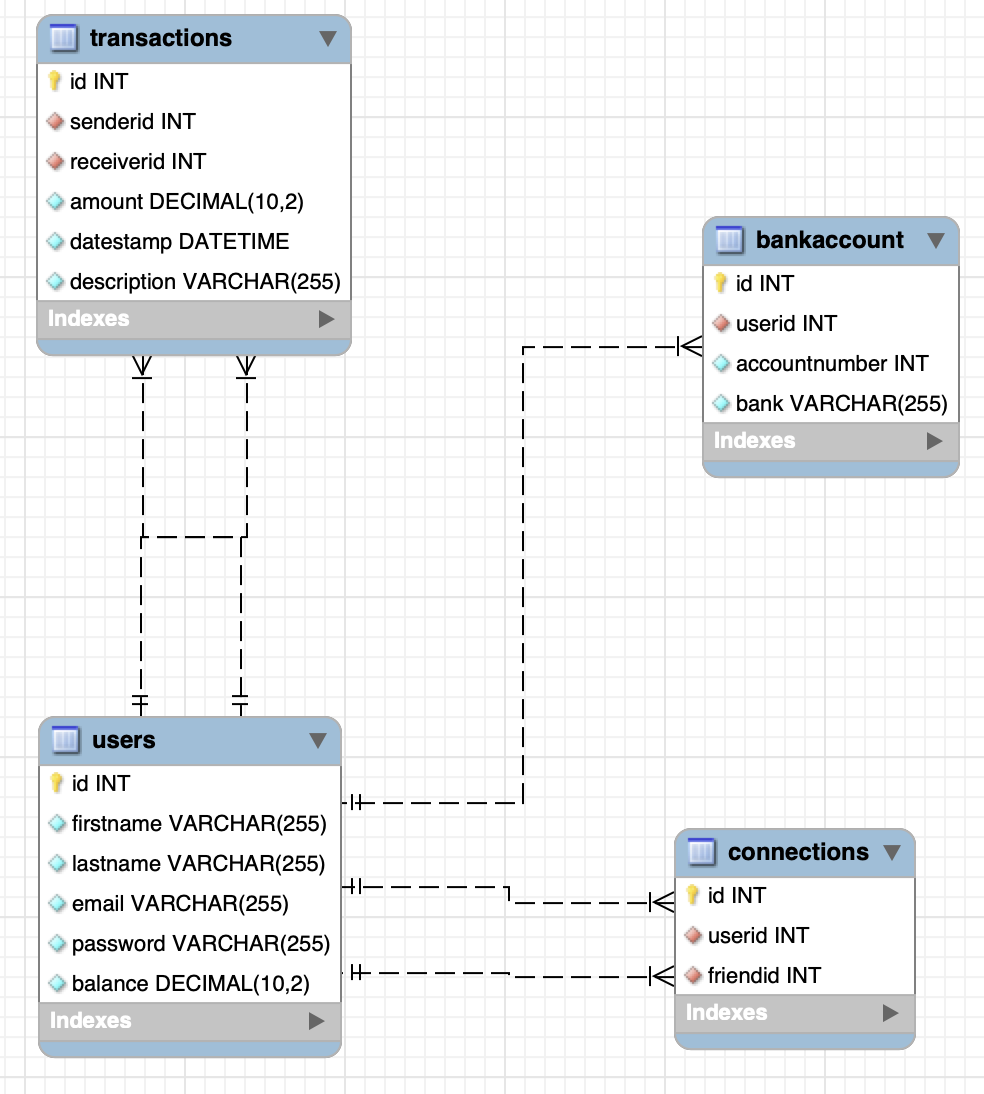 transactions
id INT
senderid INT
receiverid INT
amount DECIMAL(10,2)
datestamp DATETIME
description VARCHAR(255)
Indexes
bankaccount
id INT
userid INT
accountnumber INT
bank VARCHAR(255)
Indexes
users
id INT
firstname VARCHAR(255)
lastname VARCHAR(255)
email VARCHAR(255)
password VARCHAR(255)
balance DECIMAL(10,2)
Indexes
connections
id INT
userid INT
friendid INT
Indexes